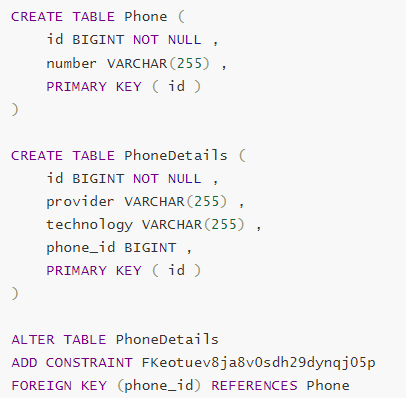 CREATE TABLE Phone (
    id BIGINT NOT NULL ,
    number VARCHAR(255) ,
    PRIMARY KEY ( id )
)

CREATE TABLE PhoneDetails (
    id BIGINT NOT NULL ,
    provider VARCHAR(255) ,
    technology VARCHAR(255) ,
    phone_id BIGINT ,
    PRIMARY KEY ( id )
)

ALTER TABLE PhoneDetails
ADD CONSTRAINT FKeotuev8ja8v0sdh29dynqj05p
FOREIGN KEY (phone_id) REFERENCES Phone